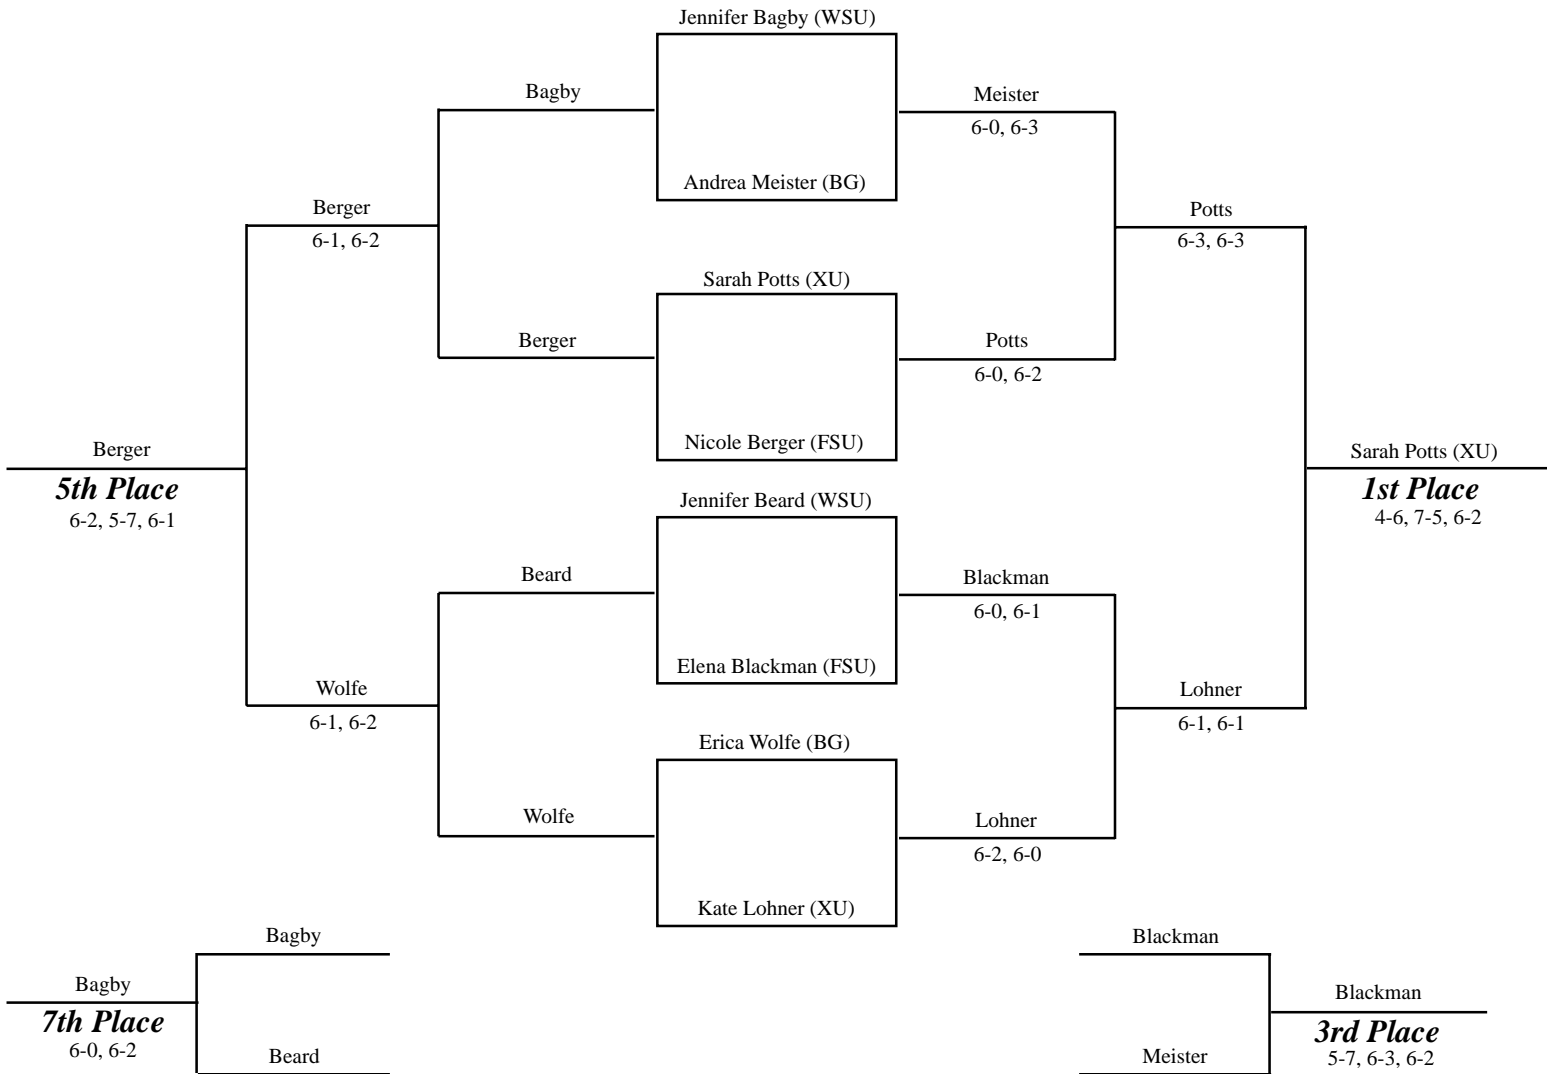 Jennifer Bagby (WSU)
Bagby
Meister
6-0, 6-3
Andrea Meister (BG)
Berger
6-1, 6-2
Potts
6-3, 6-3
Sarah Potts (XU)
Berger
Potts
6-0, 6-2
Nicole Berger (FSU)
Berger
5th Place
6-2, 5-7, 6-1
Sarah Potts (XU)
1st Place
4-6, 7-5, 6-2
Jennifer Beard (WSU)
Beard
Blackman
6-0, 6-1
Elena Blackman (FSU)
Wolfe
6-1, 6-2
Lohner
6-1, 6-1
Erica Wolfe (BG)
Wolfe
Lohner
6-2, 6-0
Kate Lohner (XU)
Bagby
Bagby
7th Place
6-0, 6-2
Beard
Blackman
Blackman
3rd Place
5-7, 6-3, 6-2
Meister